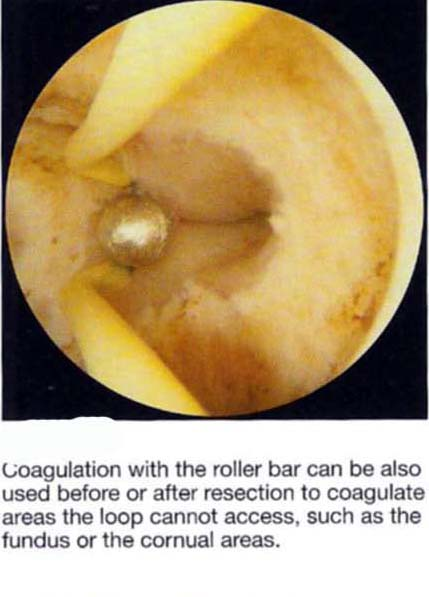 Coagulation with the roller bar can be also
used before or after resection to coagulate
areas the loop cannot access, such as the
fundus or the cornual areas.